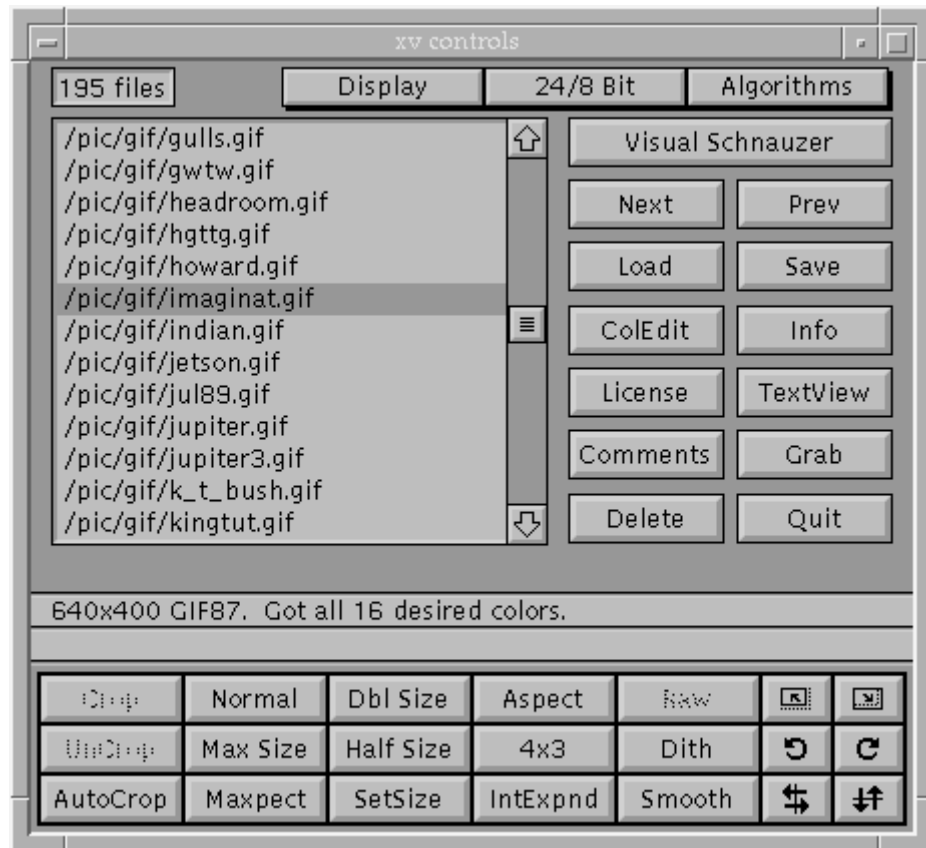 xv controls
195 files
Display 24/8 Bit Algorithms
/pic/gif/gulls.gif
/pic/gif/gwtw.gif
/pic/gif/headroom.gif
/pic/gif/hgttg.gif
/pic/gif/howard.gif
/pic/gif/imaginat.gif
/pic/gif/indian.gif
/pic/gif/jetson.gif
/pic/gif/jul89.gif
/pic/gif/jupiter.gif
/pic/gif/jupiter3.gif
/pic/gif/k_t_bush.gif
/pic/gif/kingtut.gif
Visual Schnauzer
Next Prev
Load Save
ColEdit Info
License TextView
Comments Grab
Delete Quit
640x400 GIF87.  Got all 16 desired colors.
Crop Normal Dbl Size Aspect Raw
UnCrop Max Size Half Size 4x3 Dith
AutoCrop Maxpect SetSize IntExpnd Smooth